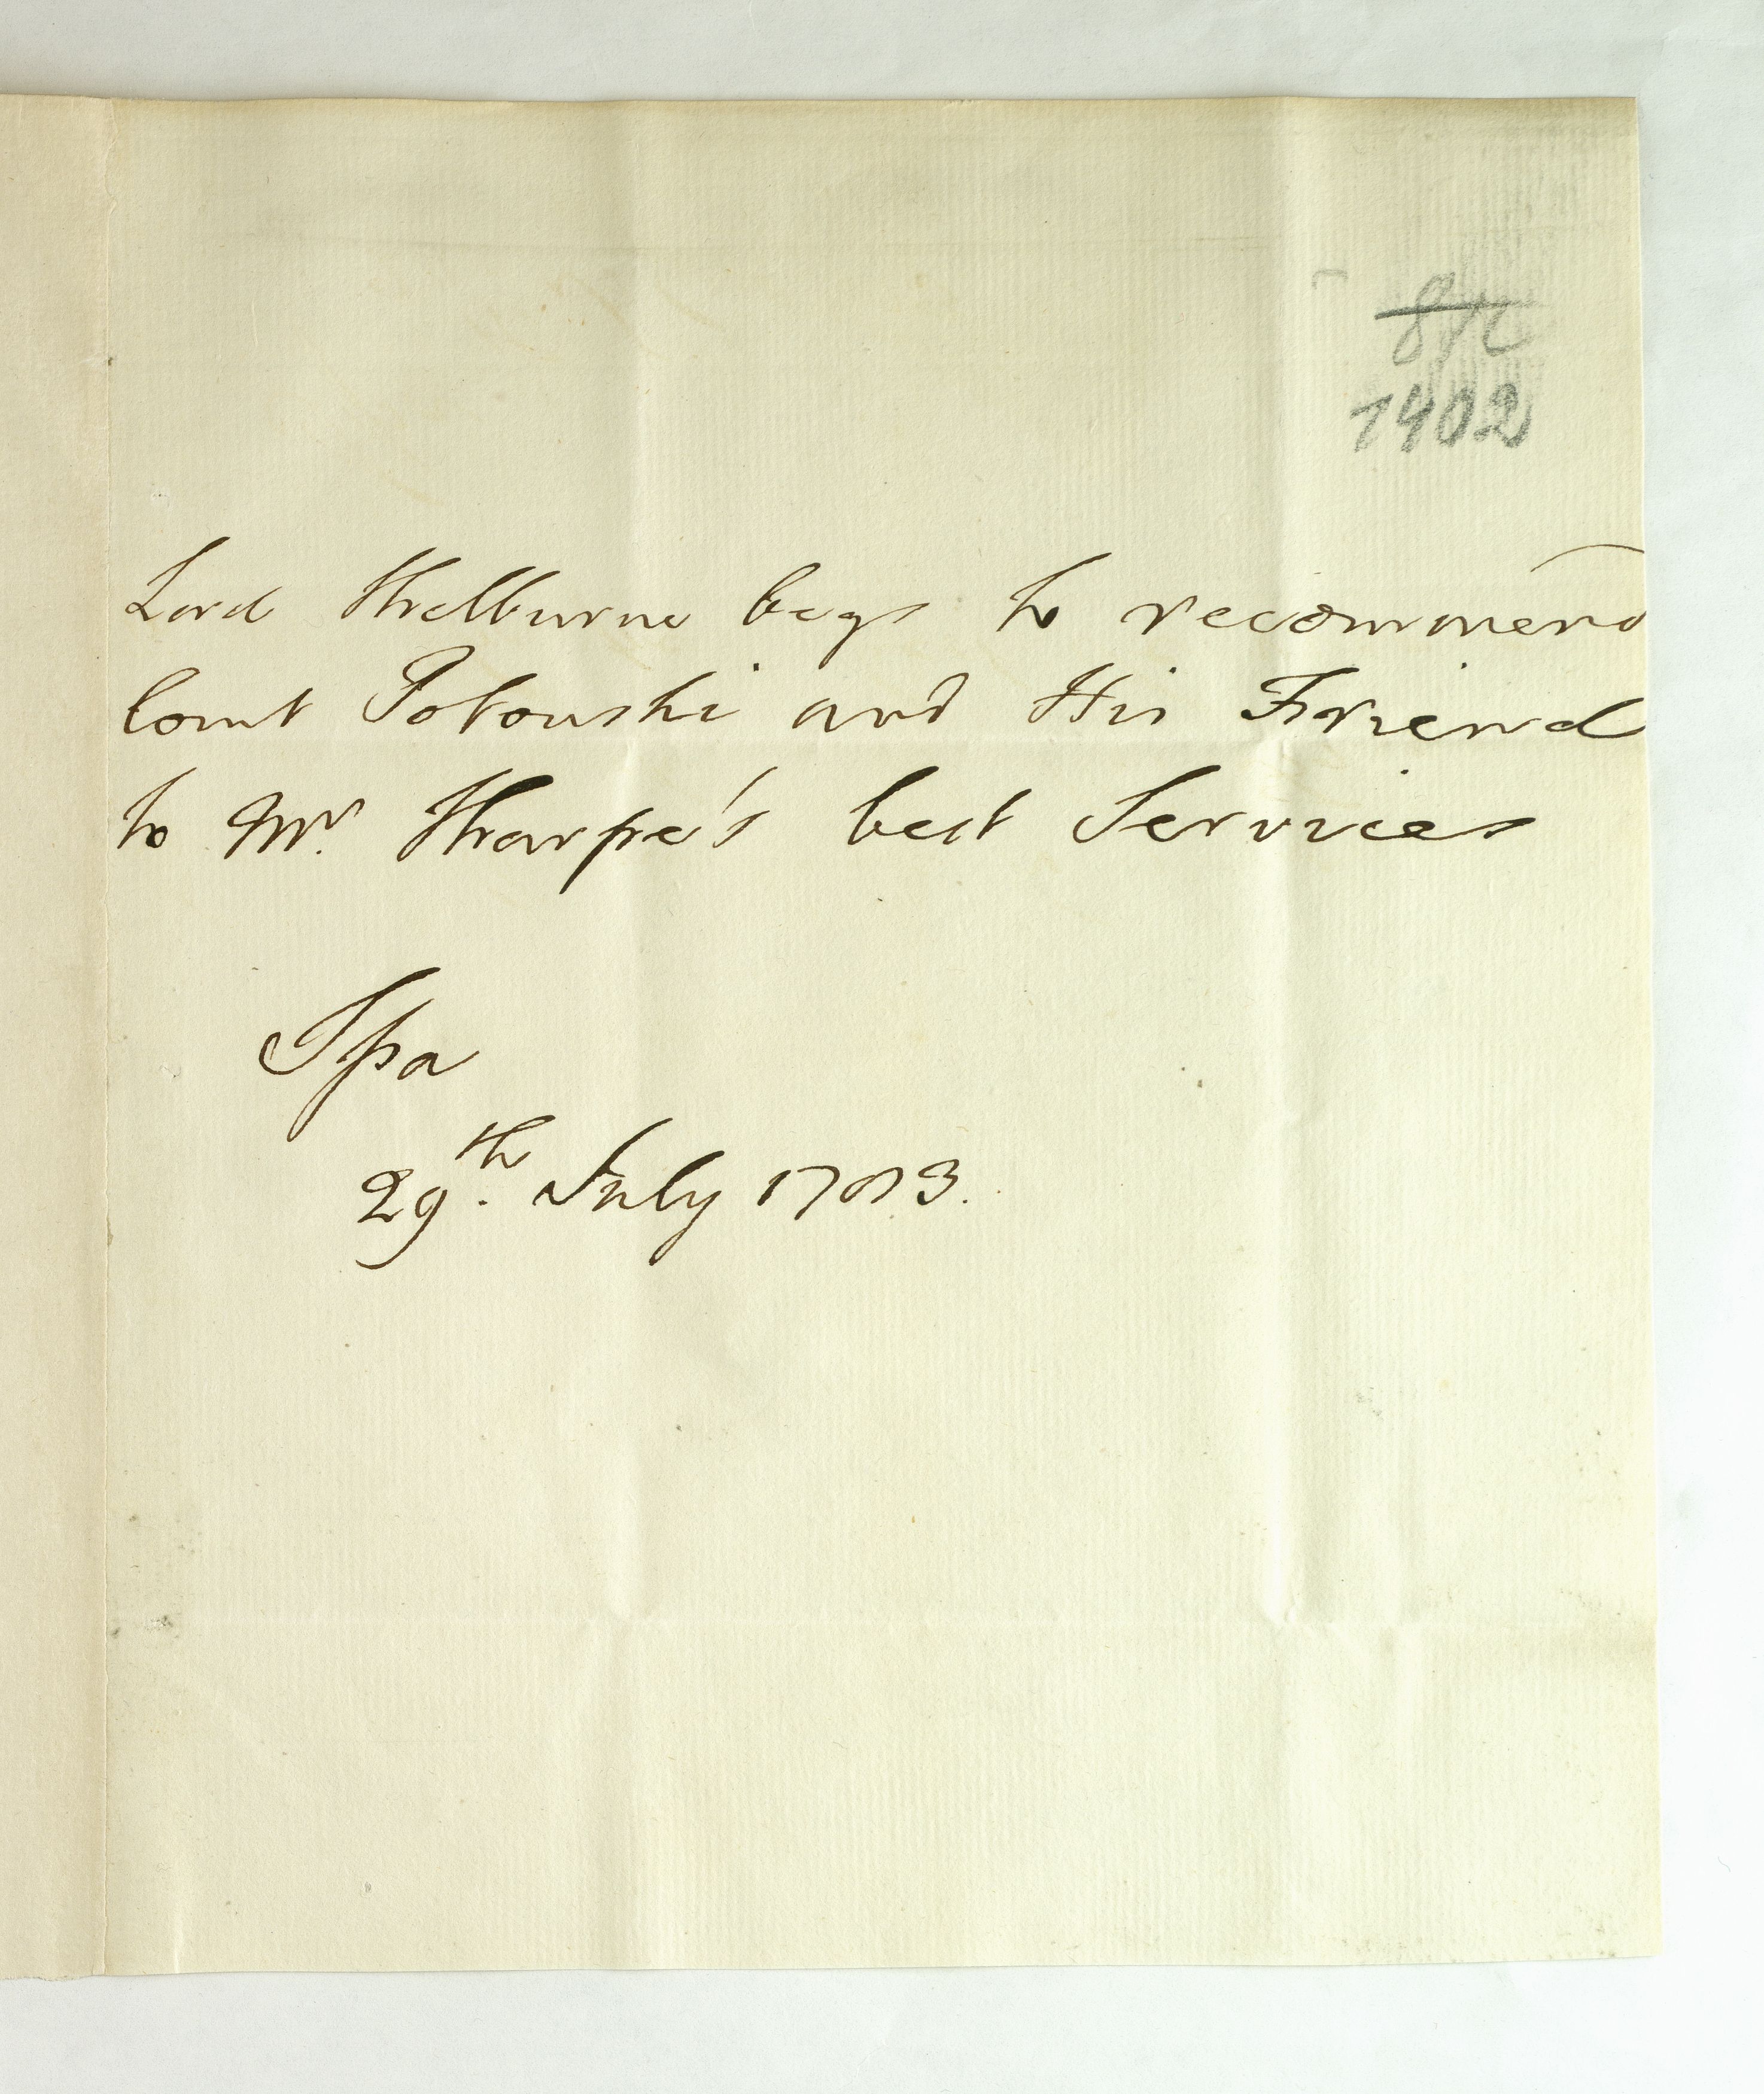 1402
Lord Shelburne begs to recommend
Comt Potouski and His Friend
to Mr. Sharpe's best Services
Spa
29th. July 1783.